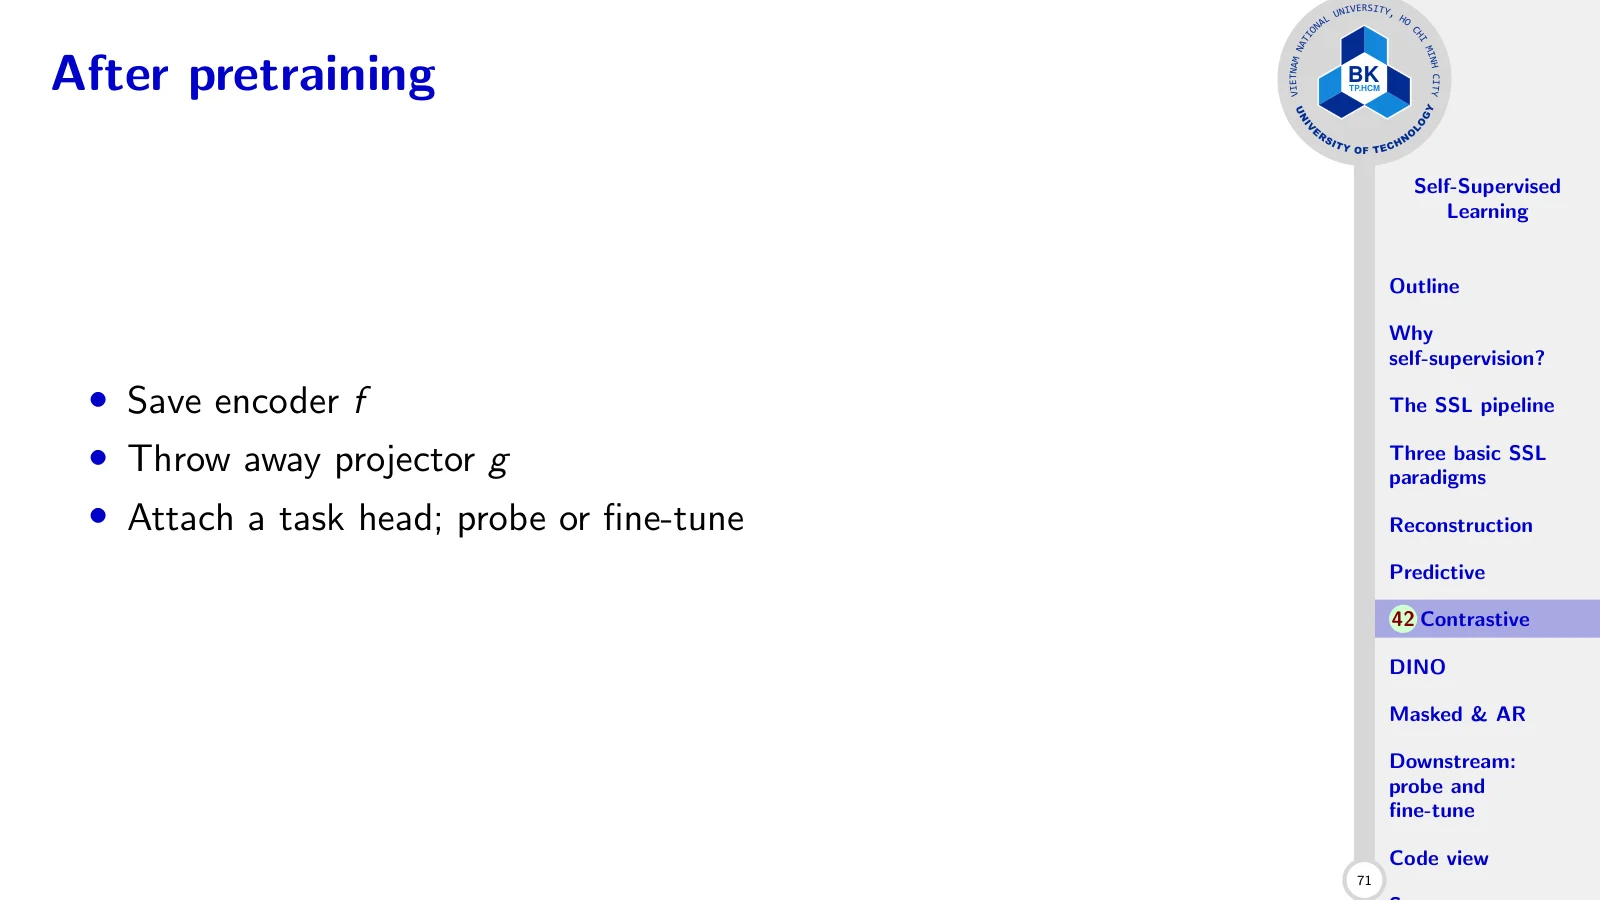 After pretraining
• Save encoder f
• Throw away projector g
• Attach a task head; probe or fine-tune
VIETNAM NATIONAL UNIVERSITY, HO CHI MINH CITY
BK
TP.HCM
UNIVERSITY OF TECHNOLOGY
Self-Supervised
Learning
Outline
Why
self-supervision?
The SSL pipeline
Three basic SSL
paradigms
Reconstruction
Predictive
42 Contrastive
DINO
Masked & AR
Downstream:
probe and
fine-tune
Code view
71